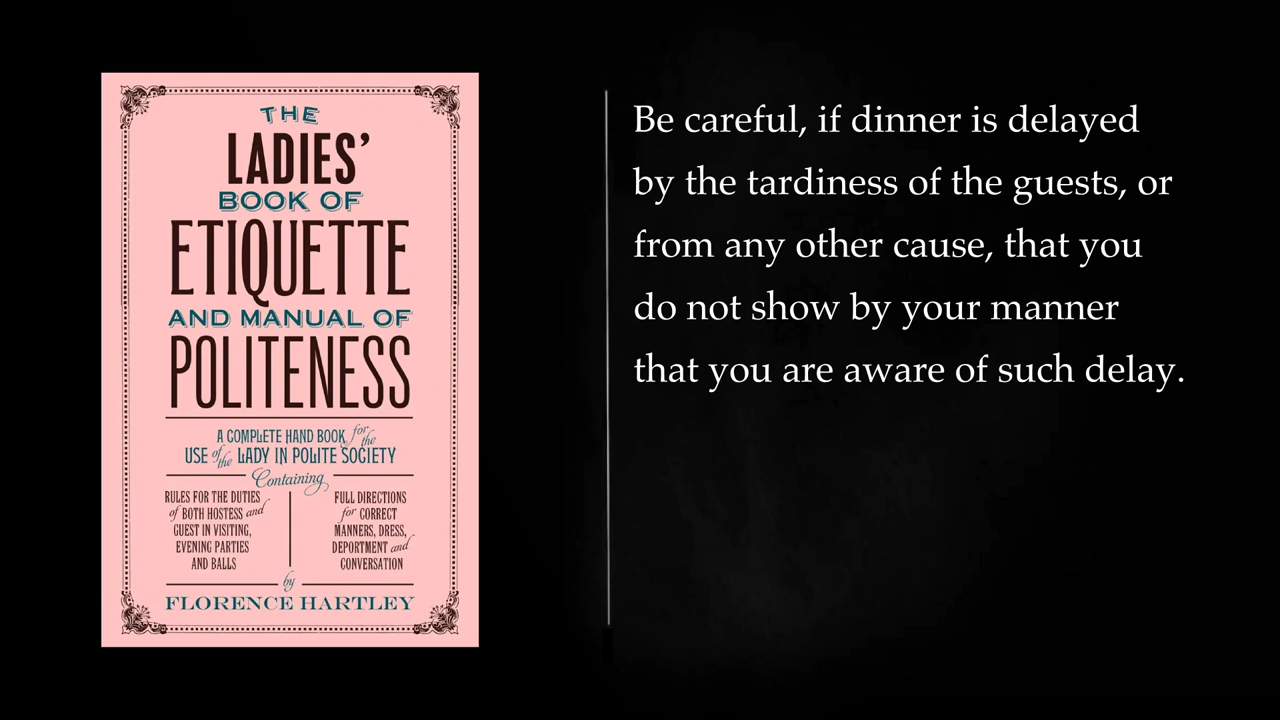 THE
LADIES’
BOOK OF
ETIQUETTE
AND MANUAL OF
POLITENESS
A COMPLETE HAND BOOK for the
USE of the LADY IN POLITE SOCIETY
Containing
RULES FOR THE DUTIES
of BOTH HOSTESS and
GUEST IN VISITING,
EVENING PARTIES
AND BALLS
FULL DIRECTIONS
for CORRECT
MANNERS, DRESS,
DEPORTMENT and
CONVERSATION
by
FLORENCE HARTLEY
Be careful, if dinner is delayed
by the tardiness of the guests, or
from any other cause, that you
do not show by your manner
that you are aware of such delay.